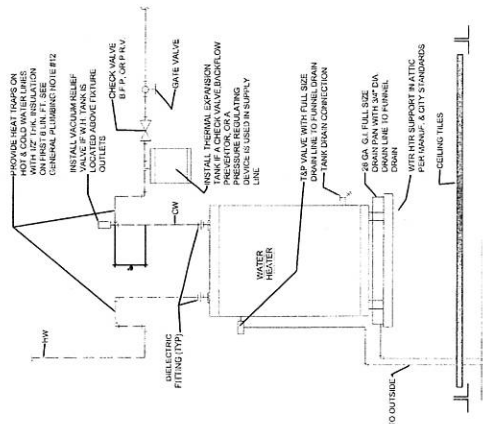 PROVIDE HEAT TRAPS ON
HOT & COLD WATER LINES
WITH 1/2" THK. INSULATION
ON FIRST 8 LIN. FT. SEE
GENERAL PLUMBING NOTE #12
INSTALL VACUUM RELIEF
VALVE IF W.H. TANK IS
LOCATED ABOVE FIXTURE
OUTLETS
CHECK VALVE
B.F.P. OR P.R.V.
GATE VALVE
HW
CW
INSTALL THERMAL EXPANSION
TANK IF A CHECK VALVE, BACKFLOW
PREVENTOR, OR A
PRESSURE REGULATING
DEVICE IS USED IN SUPPLY
LINE
DIELECTRIC
FITTING (TYP)
WATER
HEATER
T&P VALVE WITH FULL SIZE
DRAIN LINE TO FUNNEL DRAIN
TANK DRAIN CONNECTION
26 GA. G.I. FULL SIZE
DRAIN PAN WITH 3/4" DIA
DRAIN LINE TO FUNNEL
DRAIN
WTR HTR SUPPORT IN ATTIC
PER MANUF. & CITY STANDARDS
CEILING TILES
O OUTSIDE